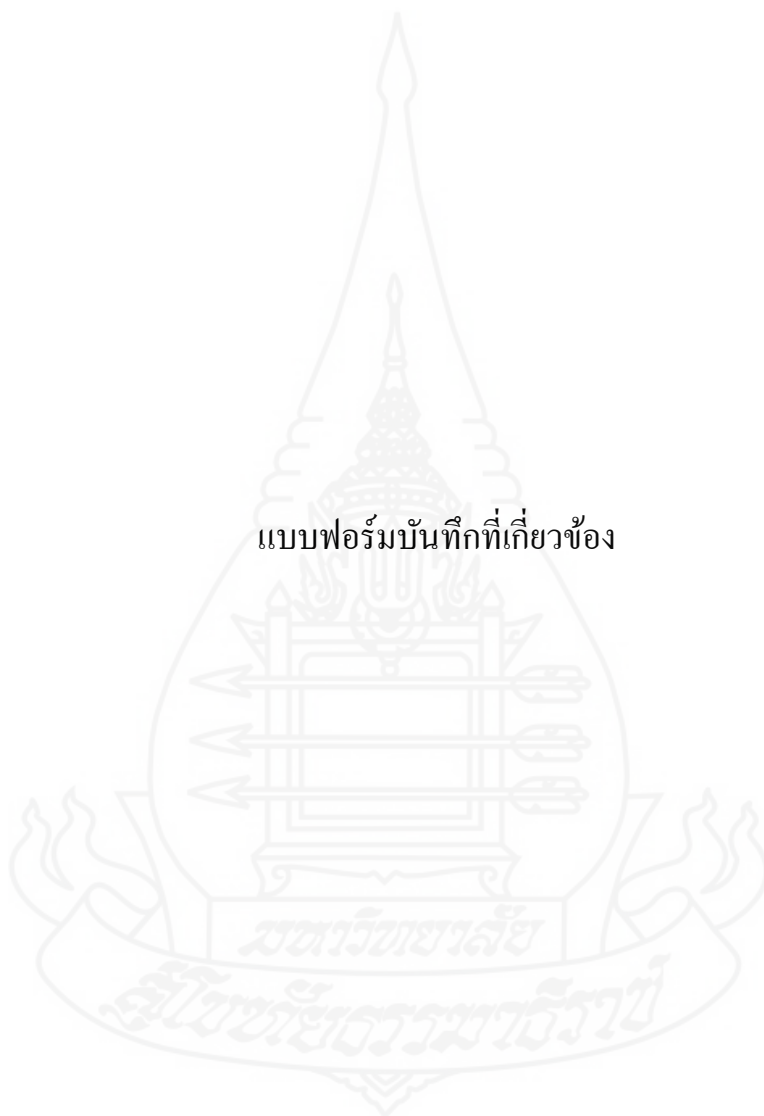 แบบฟอร์มบันทึกที่เกี่ยวข้อง
มหาวิทยาลัย
สุโขทัยธรรมาธิราช